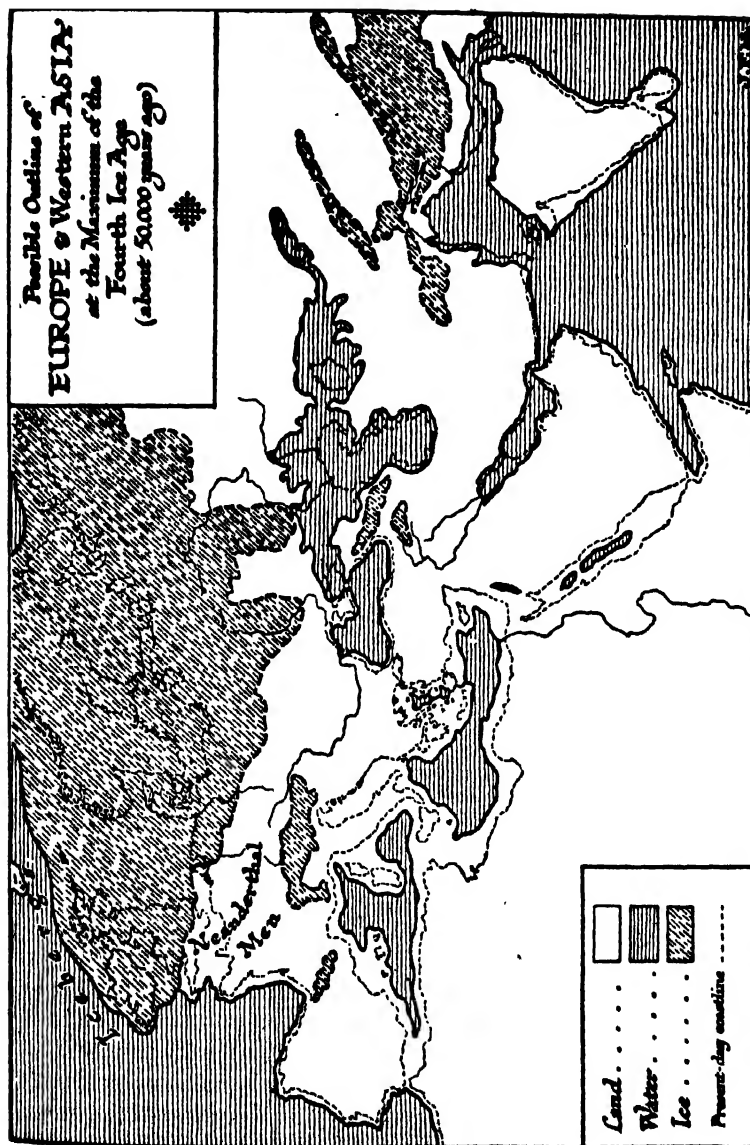 Possible Outline of
EUROPE & Western ASIA
at the Maximum of the
Fourth Ice Age
(about 50.000 years ago)
Neanderthal
Men
Land . . . . .
Water . . . . .
Ice . . . . .
Present-day coastline